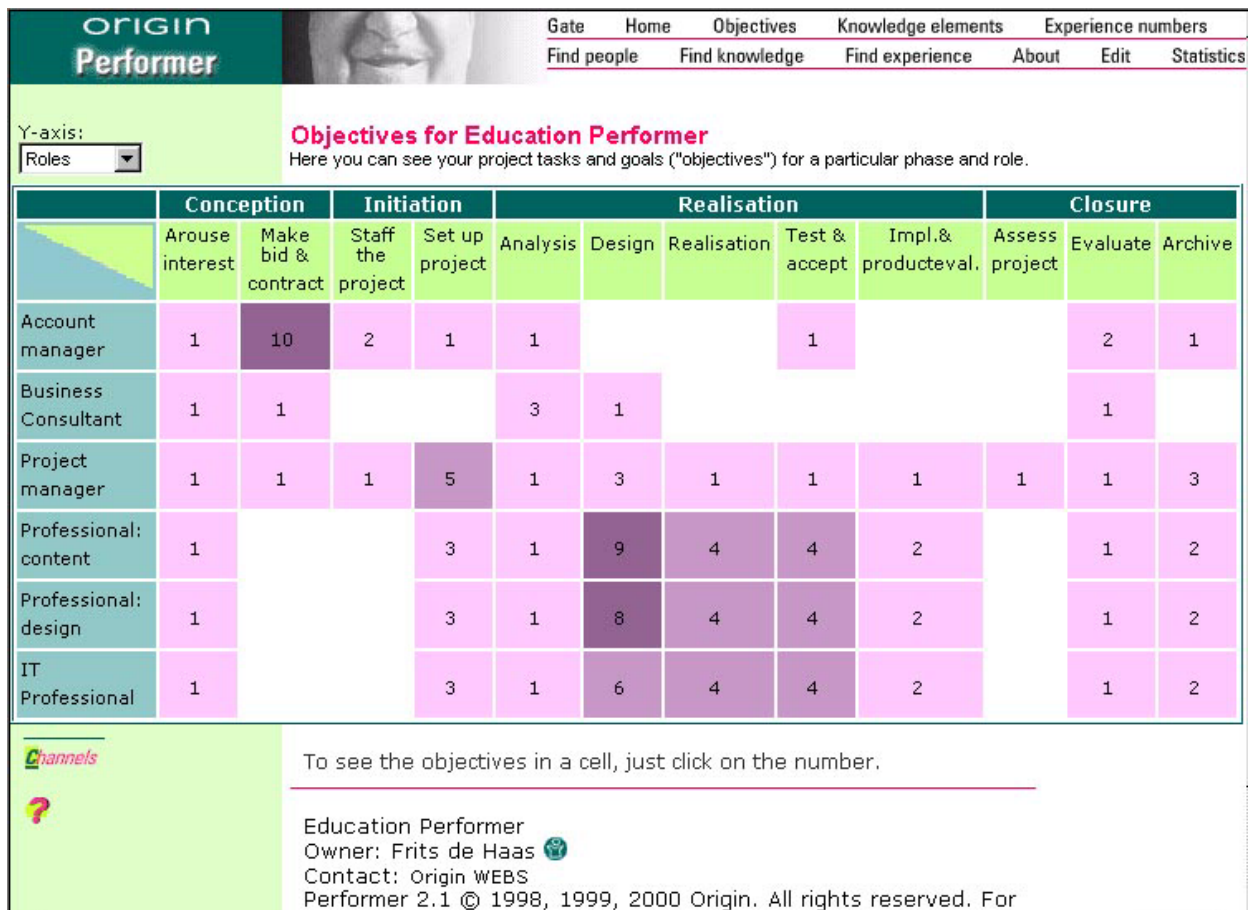 ORIGIN
Performer
Gate Home Objectives Knowledge elements Experience numbers
Find people Find knowledge Find experience About Edit Statistics
Y-axis:
Roles
Objectives for Education Performer
Here you can see your project tasks and goals ("objectives") for a particular phase and role.
Conception Initiation Realisation Closure
Arouse interest Make bid & contract Staff the project Set up project Analysis Design Realisation Test & accept Impl.& producteval. Assess project Evaluate Archive
Account manager 1 10 2 1 1 1 2 1
Business Consultant 1 1 3 1 1
Project manager 1 1 1 5 1 3 1 1 1 1 1 3
Professional: content 1 3 1 9 4 4 2 1 2
Professional: design 1 3 1 8 4 4 2 1 2
IT Professional 1 3 1 6 4 4 2 1 2
Channels
?
To see the objectives in a cell, just click on the number.
Education Performer
Owner: Frits de Haas
Contact: Origin WEBS
Performer 2.1 © 1998, 1999, 2000 Origin. All rights reserved. For